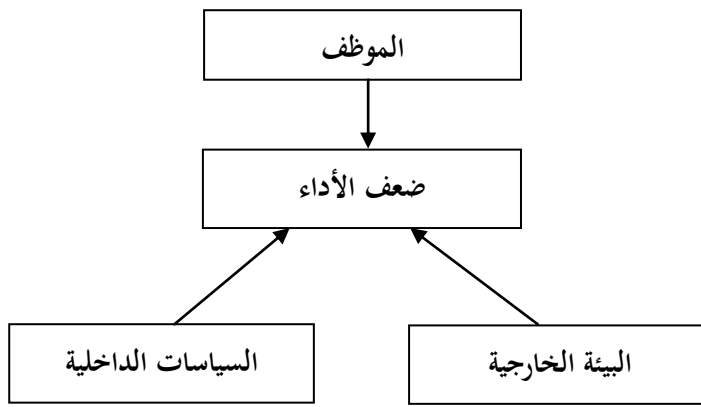 الموظف
ضعف الأداء
البيئة الخارجية
السياسات الداخلية